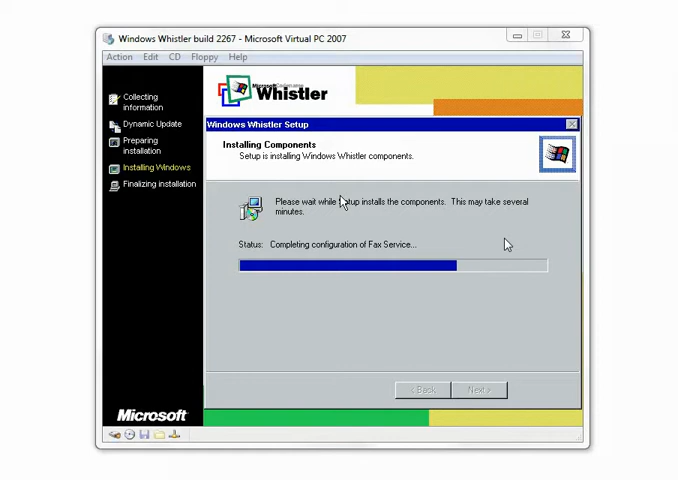 Windows Whistler build 2267 - Microsoft Virtual PC 2007
Action Edit CD Floppy Help
Collecting
information
Dynamic Update
Preparing
installation
Installing Windows
Finalizing installation
Microsoft
Whistler
Windows Whistler Setup
Installing Components
Setup is installing Windows Whistler components.
Please wait while Setup installs the components. This may take several
minutes.
Status: Completing configuration of Fax Service...
< Back Next >
Microsoft